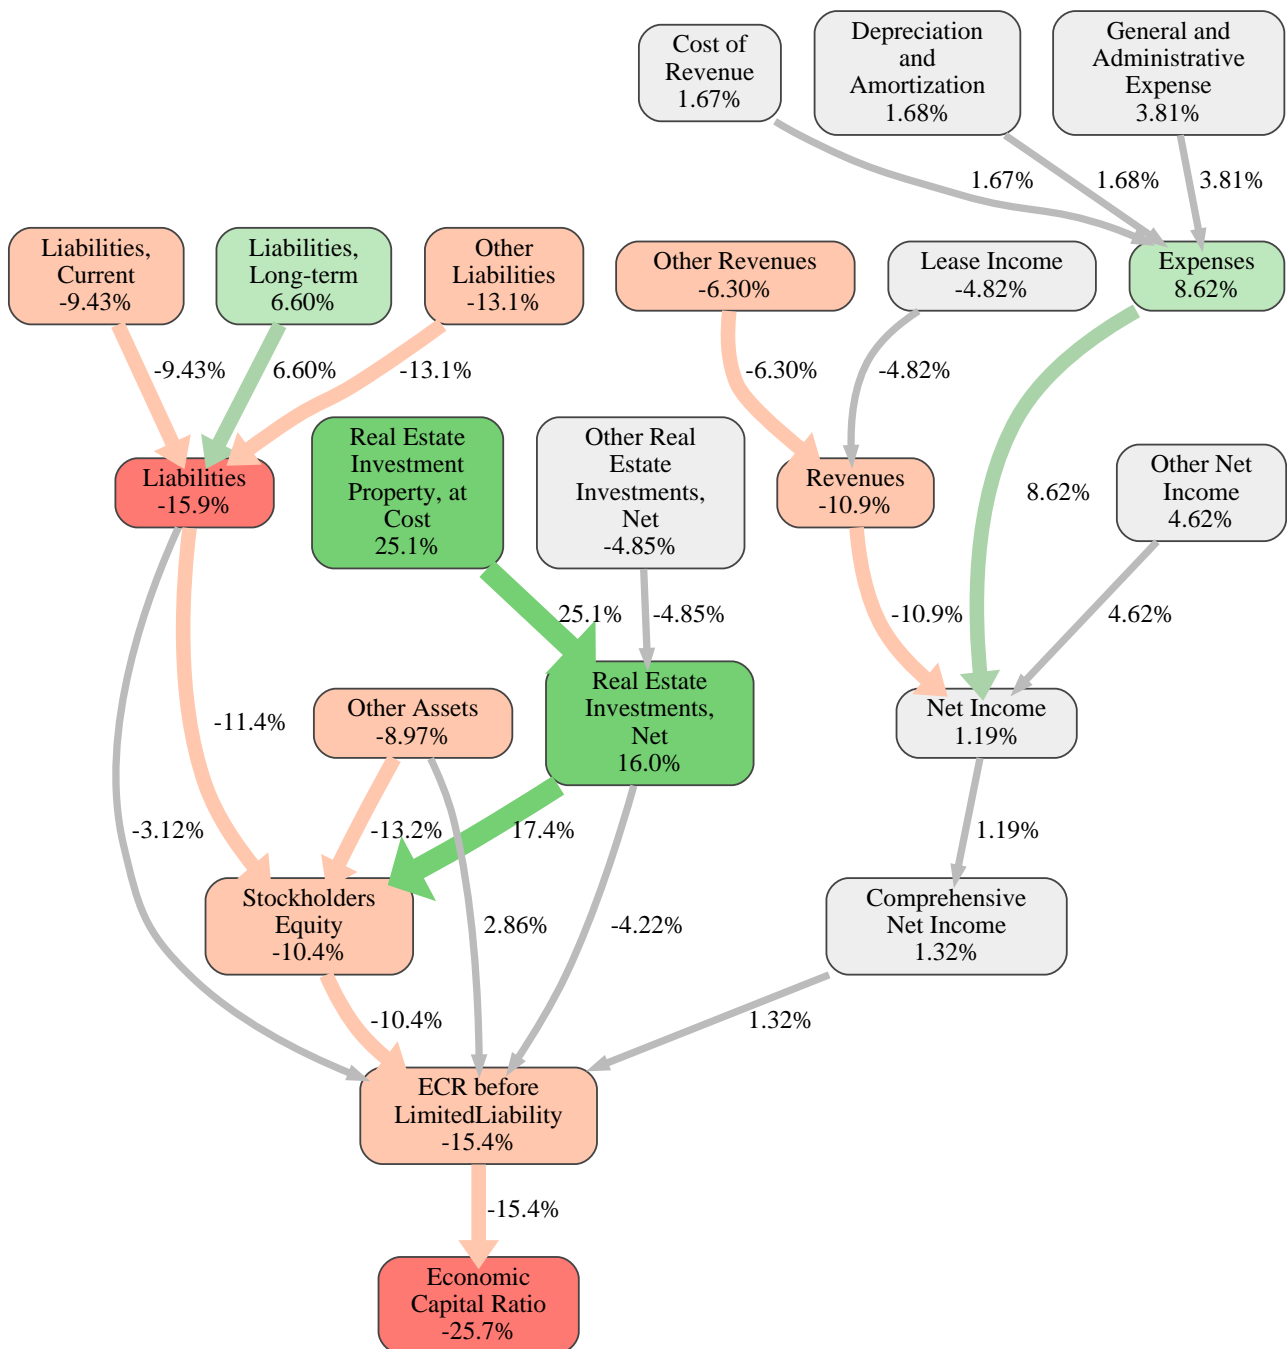 Cost of
Revenue
1.67%
Depreciation
and
Amortization
1.68%
General and
Administrative
Expense
3.81%
1.67%
1.68%
3.81%
Liabilities,
Current
-9.43%
Liabilities,
Long-term
6.60%
Other
Liabilities
-13.1%
Other Revenues
-6.30%
Lease Income
-4.82%
Expenses
8.62%
-9.43%
6.60%
-13.1%
-6.30%
-4.82%
Liabilities
-15.9%
Real Estate
Investment
Property, at
Cost
25.1%
Other Real
Estate
Investments,
Net
-4.85%
Revenues
-10.9%
8.62%
Other Net
Income
4.62%
25.1%
-4.85%
-10.9%
4.62%
-11.4%
Other Assets
-8.97%
Real Estate
Investments,
Net
16.0%
Net Income
1.19%
-3.12%
-13.2%
17.4%
1.19%
Stockholders
Equity
-10.4%
2.86%
-4.22%
Comprehensive
Net Income
1.32%
-10.4%
1.32%
ECR before
LimitedLiability
-15.4%
-15.4%
Economic
Capital Ratio
-25.7%